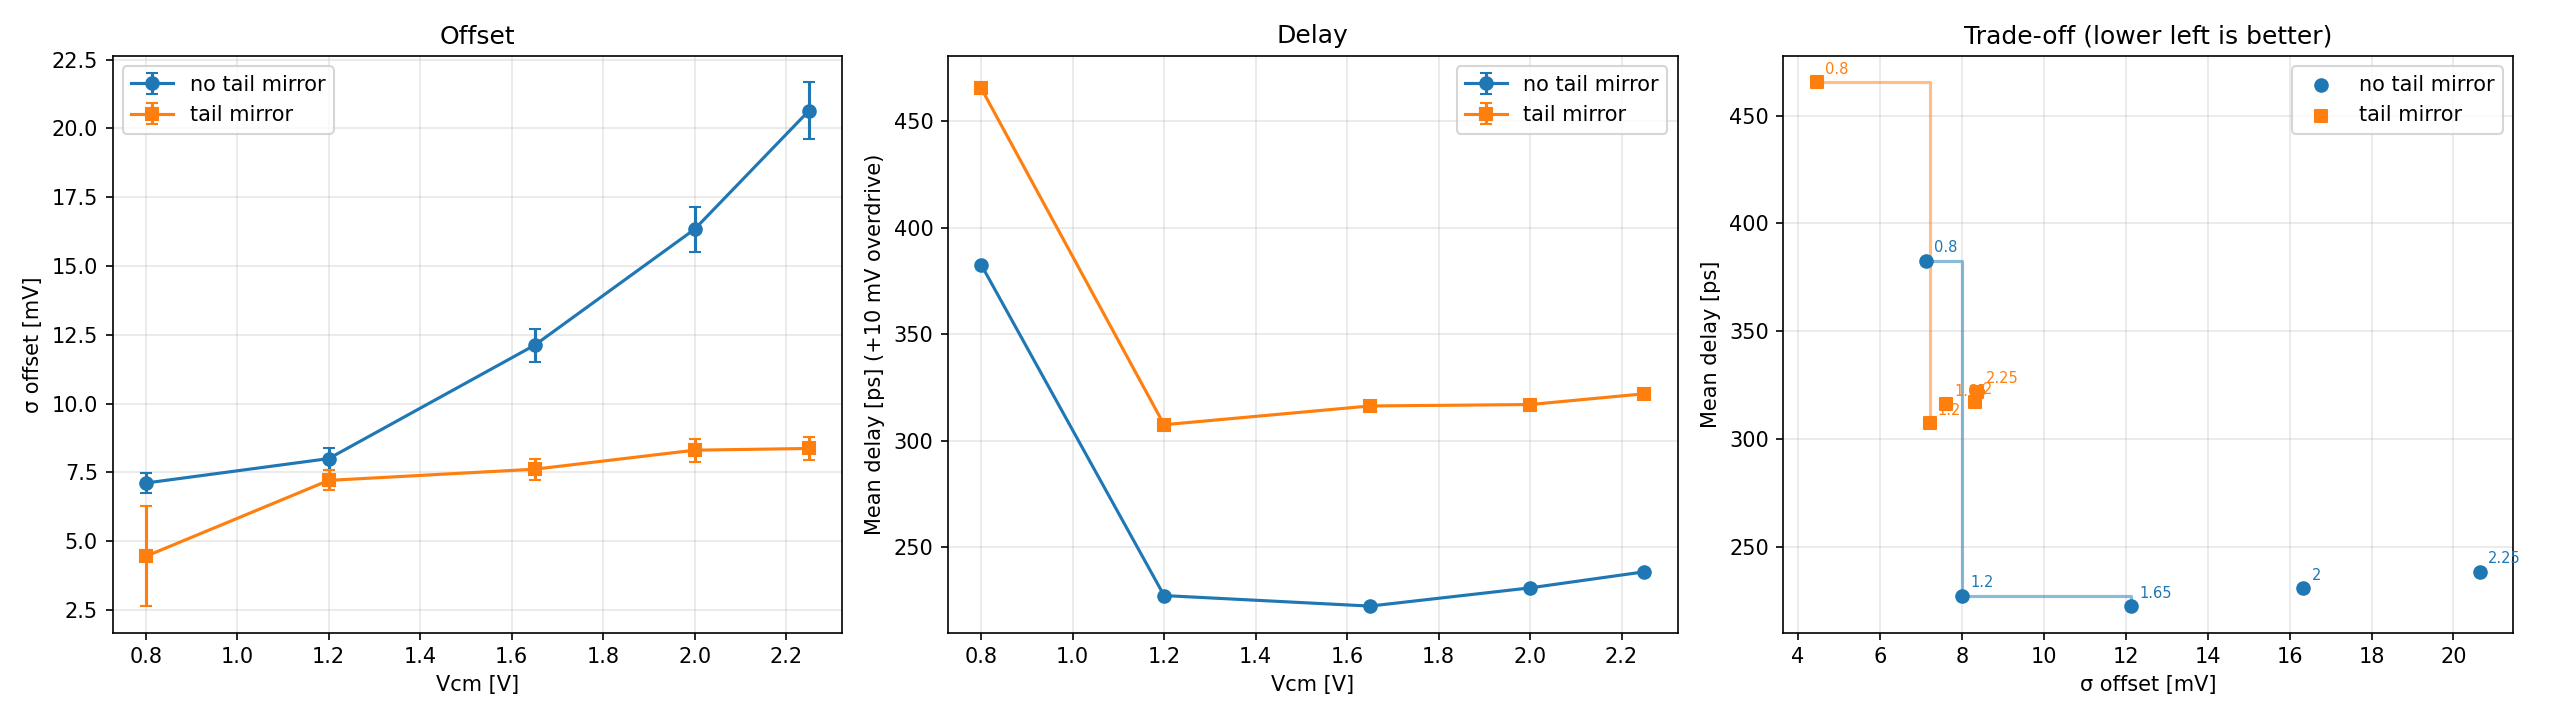 Offset
22.5
20.0
17.5
15.0
12.5
10.0
7.5
5.0
2.5
σ offset [mV]
no tail mirror
tail mirror
0.8 1.0 1.2 1.4 1.6 1.8 2.0 2.2
Vcm [V]
Delay
450
400
350
300
250
Mean delay [ps] (+10 mV overdrive)
no tail mirror
tail mirror
0.8 1.0 1.2 1.4 1.6 1.8 2.0 2.2
Vcm [V]
Trade-off (lower left is better)
450
400
350
300
250
Mean delay [ps]
no tail mirror
tail mirror
0.8
0.8
2.25
2
1.2
2.25
2
1.2
1.65
4 6 8 10 12 14 16 18 20
σ offset [mV]